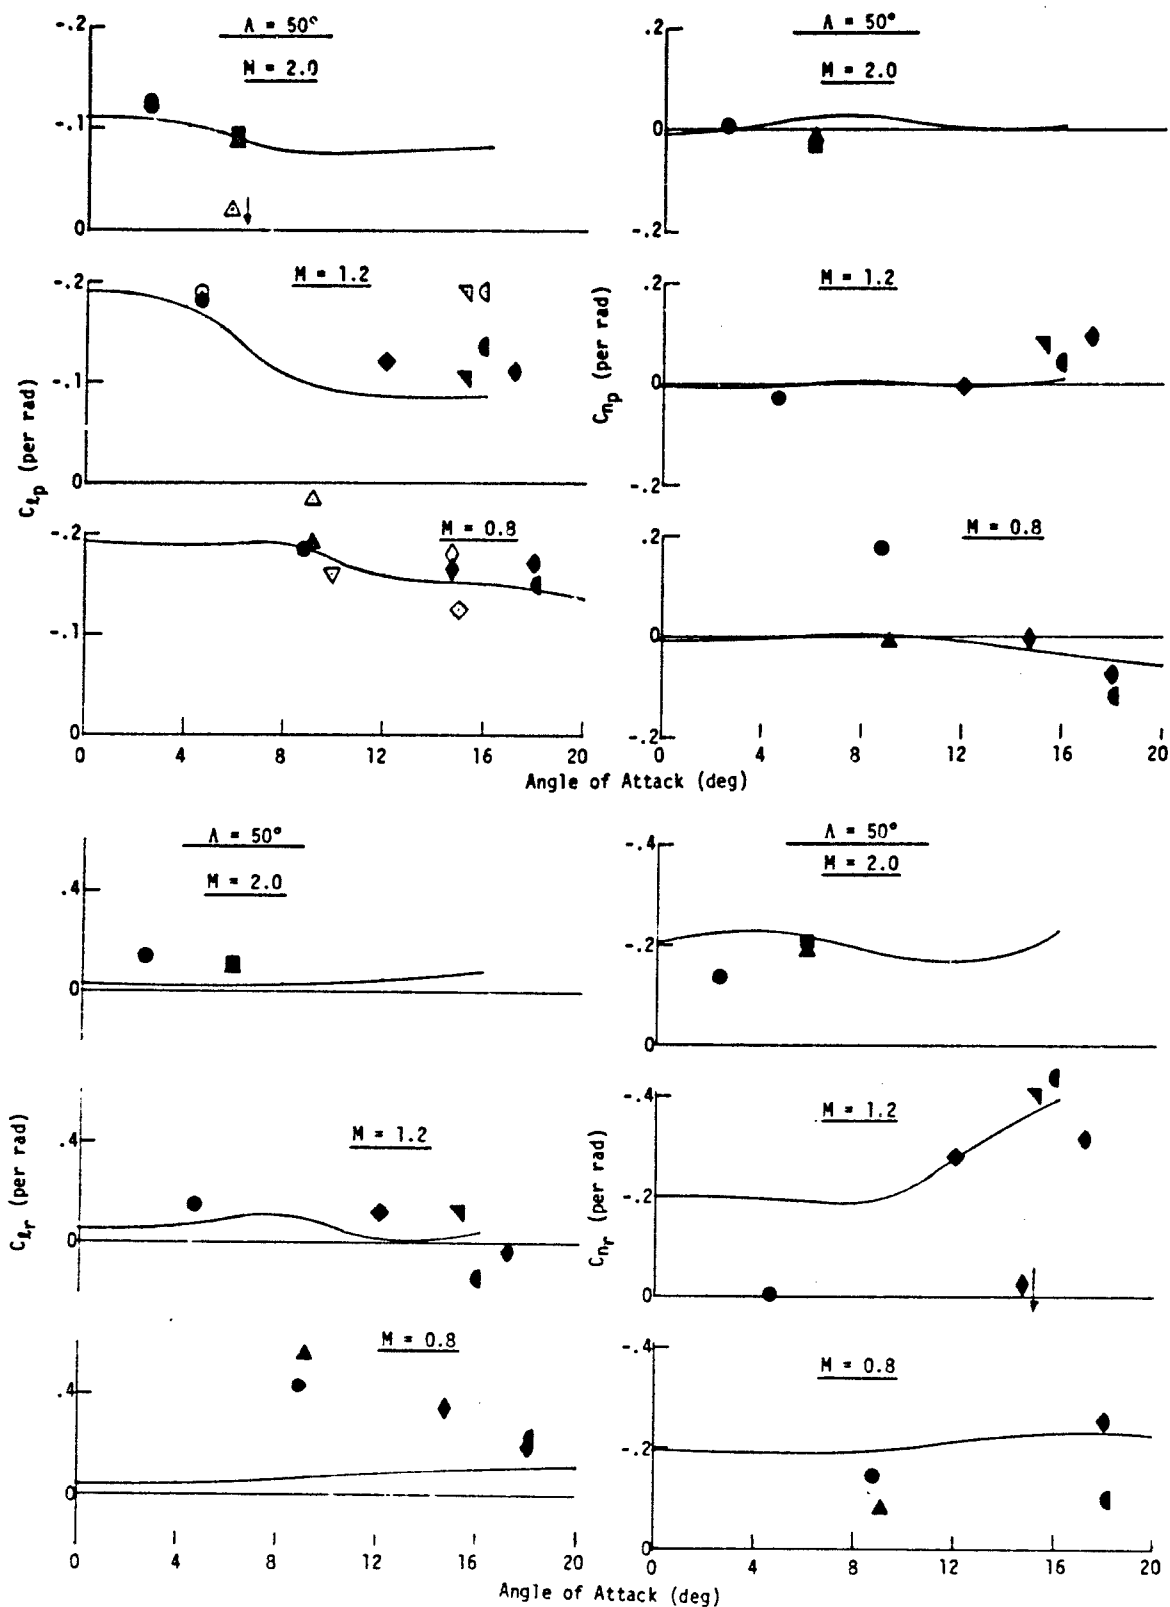 Λ = 50°
M = 2.0
-.2
-.1
0
M = 1.2
-.2
-.1
0
M = 0.8
-.2
-.1
0
C_ℓp (per rad)
0 4 8 12 16 20
Λ = 50°
M = 2.0
.2
0
-.2
M = 1.2
.2
0
-.2
M = 0.8
.2
0
-.2
C_np (per rad)
0 4 8 12 16 20
Angle of Attack (deg)
Λ = 50°
M = 2.0
.4
0
M = 1.2
.4
0
M = 0.8
.4
0
C_ℓr (per rad)
0 4 8 12 16 20
Λ = 50°
M = 2.0
-.4
-.2
0
M = 1.2
-.4
-.2
0
M = 0.8
-.4
-.2
0
C_nr (per rad)
0 4 8 12 16 20
Angle of Attack (deg)